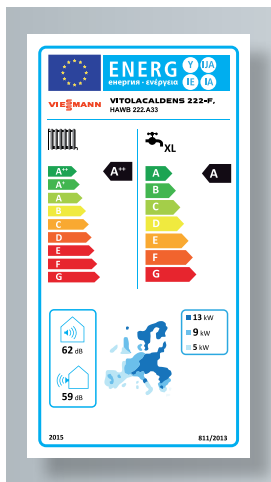 ENERG Y IJA
енергия · ενέργεια IE IA
VIESMANN VITOLACALDENS 222-F,
HAWB 222.A33
XL
A++ A++ A A
A+ B
A C
B D
C E
D F
E G
F
G
62 dB
59 dB
13 kW
9 kW
5 kW
2015 811/2013